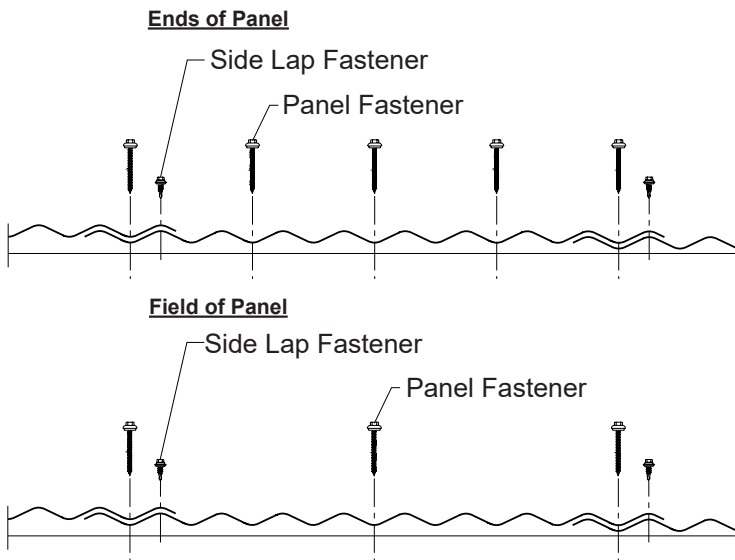 Ends of Panel
Side Lap Fastener
Panel Fastener
Field of Panel
Side Lap Fastener
Panel Fastener